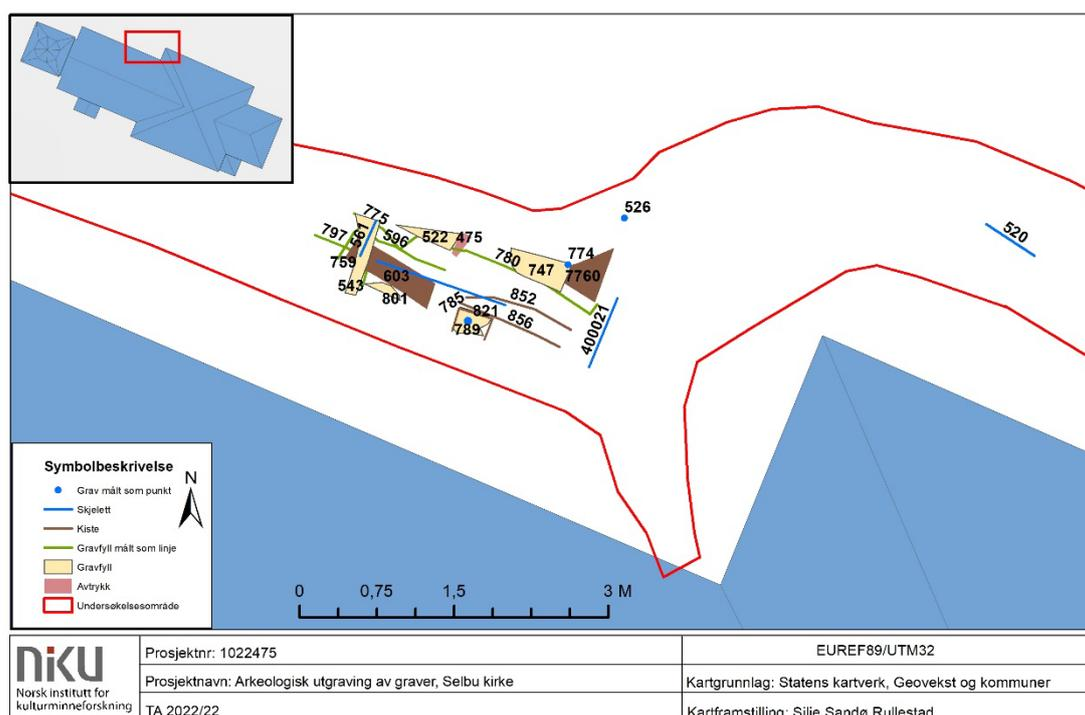 526
520
775
797
561
596
522
475
759
603
543
801
780
747
774
7760
785
821
852
856
789
400021
Symbolbeskrivelse
N
Grav målt som punkt
Skjelett
Kiste
Gravfyll målt som linje
Gravfyll
Avtrykk
Undersøkelsesområde
0 0,75 1,5 3 M
niku
Norsk institutt for
kulturminneforskning
Prosjektnr: 1022475
EUREF89/UTM32
Prosjektnavn: Arkeologisk utgraving av graver, Selbu kirke
Kartgrunnlag: Statens kartverk, Geovekst og kommuner
TA 2022/22
Kartframstilling: Silje Sandø Rullestad